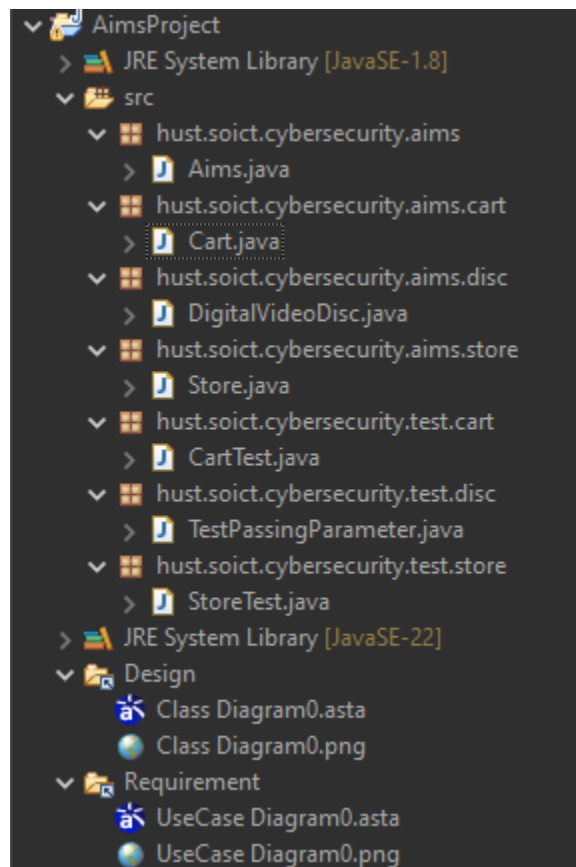 AimsProject
JRE System Library [JavaSE-1.8]
src
hust.soict.cybersecurity.aims
Aims.java
hust.soict.cybersecurity.aims.cart
Cart.java
hust.soict.cybersecurity.aims.disc
DigitalVideoDisc.java
hust.soict.cybersecurity.aims.store
Store.java
hust.soict.cybersecurity.test.cart
CartTest.java
hust.soict.cybersecurity.test.disc
TestPassingParameter.java
hust.soict.cybersecurity.test.store
StoreTest.java
JRE System Library [JavaSE-22]
Design
Class Diagram0.asta
Class Diagram0.png
Requirement
UseCase Diagram0.asta
UseCase Diagram0.png